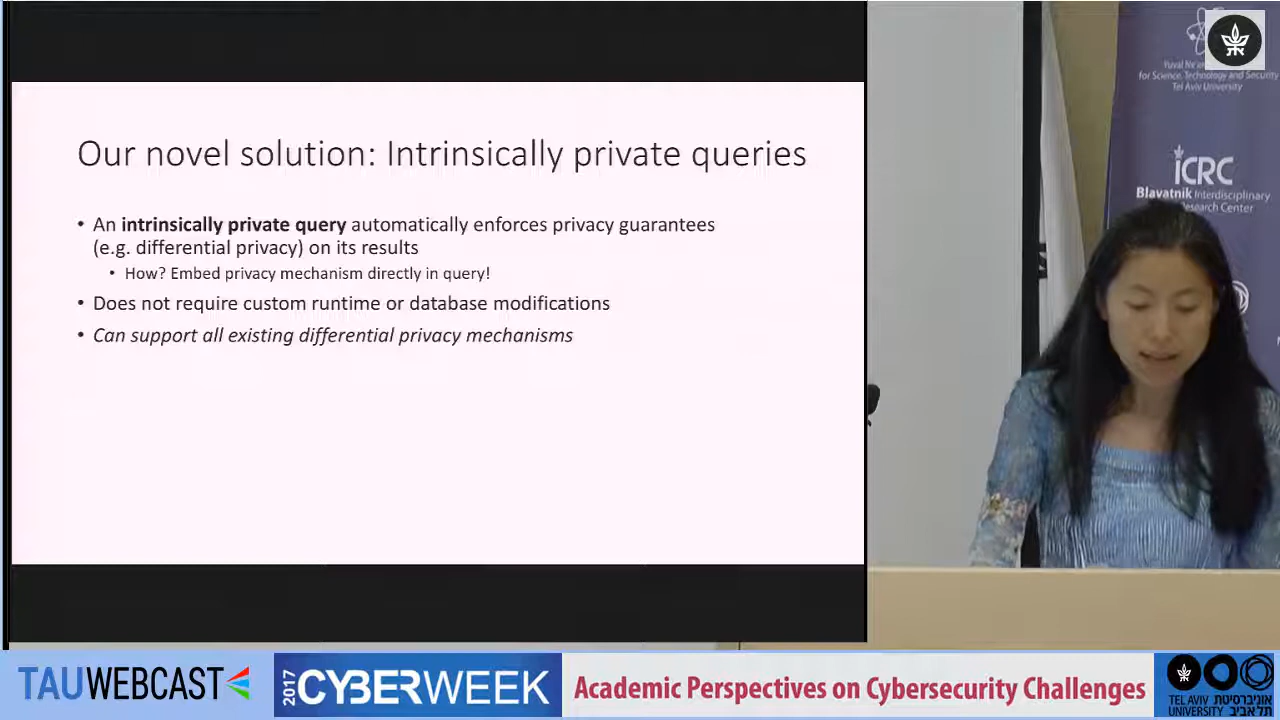 Our novel solution: Intrinsically private queries
• An intrinsically private query automatically enforces privacy guarantees
(e.g. differential privacy) on its results
• How? Embed privacy mechanism directly in query!
• Does not require custom runtime or database modifications
• Can support all existing differential privacy mechanisms
for Science, Technology and Security
Tel Aviv University
iCRC
Blavatnik Interdisciplinary
Research Center
TAUWEBCAST
2017 CYBERWEEK
Academic Perspectives on Cybersecurity Challenges
TEL AVIV אוניברסיטת
UNIVERSITY תל אביב